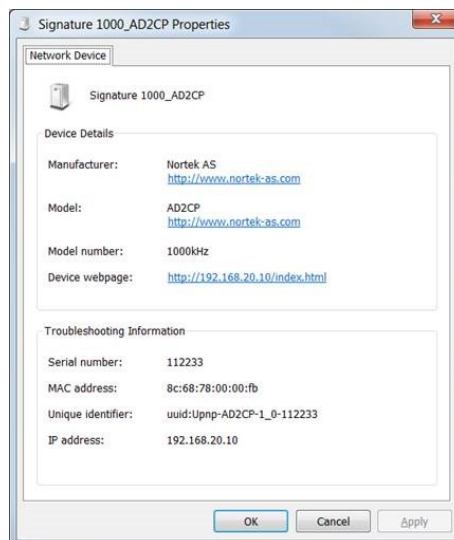 Signature 1000_AD2CP Properties
Network Device
Signature 1000_AD2CP
Device Details
Manufacturer: Nortek AS
http://www.nortek-as.com
Model: AD2CP
http://www.nortek-as.com
Model number: 1000kHz
Device webpage: http://192.168.20.10/index.html
Troubleshooting Information
Serial number: 112233
MAC address: 8c:68:78:00:00:fb
Unique identifier: uuid:Upnp-AD2CP-1_0-112233
IP address: 192.168.20.10
OK Cancel Apply